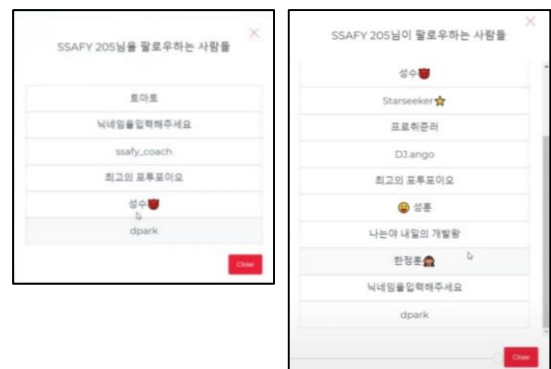 SSAFY 205님을 팔로우하는 사람들
토마토
닉네임을입력해주세요
ssafy_coach
최고의 포투포이요
성수👹
dpark
Close
SSAFY 205님이 팔로우하는 사람들
성수👹
Starseeker⭐
프로취준러
DJ.ango
최고의 포투포이요
😀 성훈
나는야 내일의 개발왕
한정훈🙍
닉네임을입력해주세요
dpark
Close